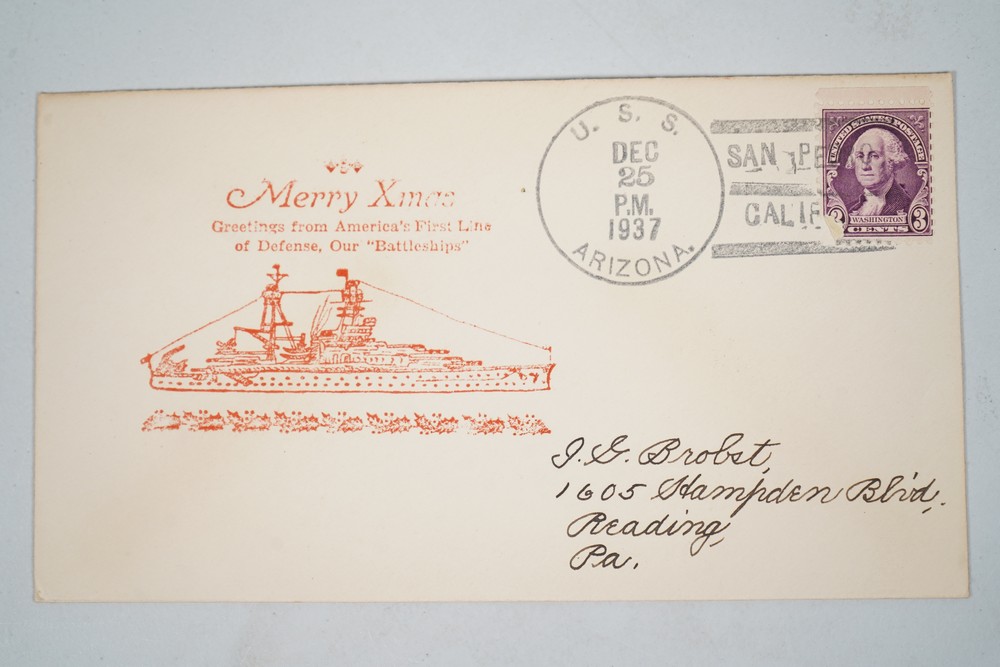 Merry Xmas
Greetings from America's First Line
of Defense, Our "Battleships"
U. S. S.
DEC
25
P.M.
1937
ARIZONA.
SAN PE
CALIF
UNITED STATES POSTAGE
WASHINGTON
3
CENTS
J. G. Brobst,
1605 Hampden Blvd,
Reading,
Pa.